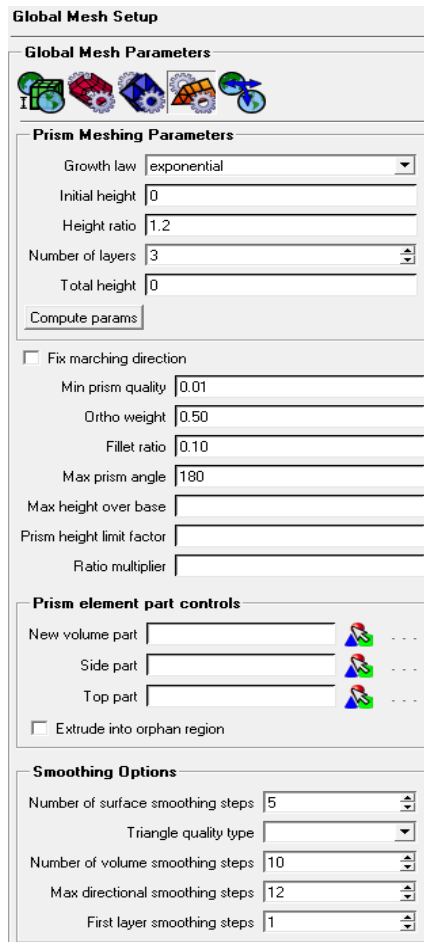 Global Mesh Setup
Global Mesh Parameters
Prism Meshing Parameters
Growth law exponential
Initial height 0
Height ratio 1.2
Number of layers 3
Total height 0
Compute params
Fix marching direction
Min prism quality 0.01
Ortho weight 0.50
Fillet ratio 0.10
Max prism angle 180
Max height over base
Prism height limit factor
Ratio multiplier
Prism element part controls
New volume part ...
Side part ...
Top part ...
Extrude into orphan region
Smoothing Options
Number of surface smoothing steps 5
Triangle quality type
Number of volume smoothing steps 10
Max directional smoothing steps 12
First layer smoothing steps 1